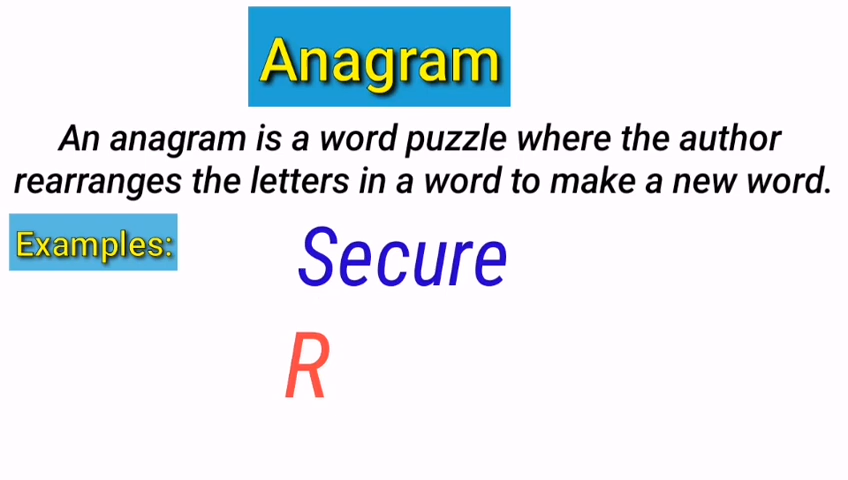 Anagram
An anagram is a word puzzle where the author
rearranges the letters in a word to make a new word.
Examples:
Secure
R